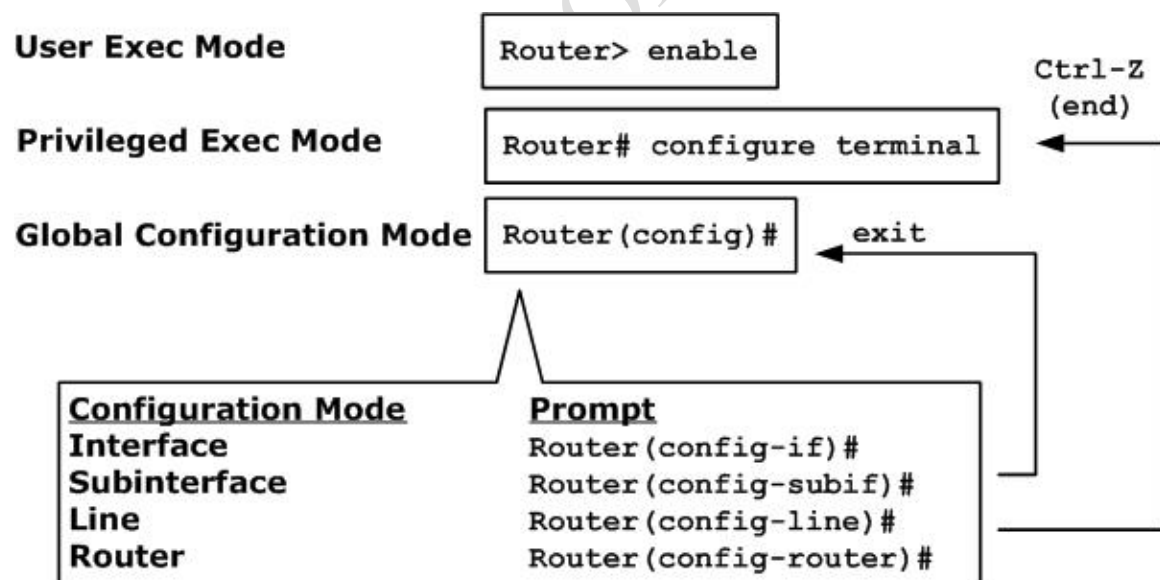 User Exec Mode Router> enable
Ctrl-Z
(end)
Privileged Exec Mode Router# configure terminal
Global Configuration Mode Router(config)# exit
Configuration Mode Prompt
Interface Router(config-if)#
Subinterface Router(config-subif)#
Line Router(config-line)#
Router Router(config-router)#